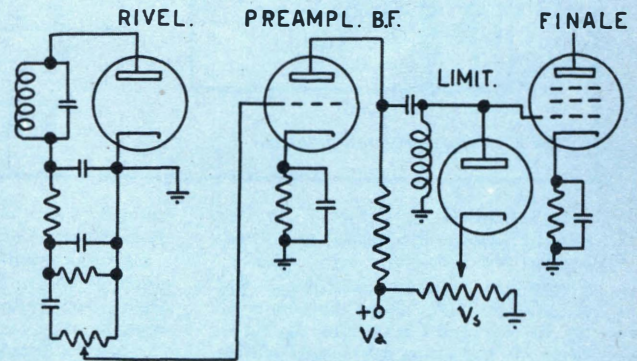 RIVEL.
PREAMPL. B.F.
FINALE
LIMIT.
+
Va
Vs